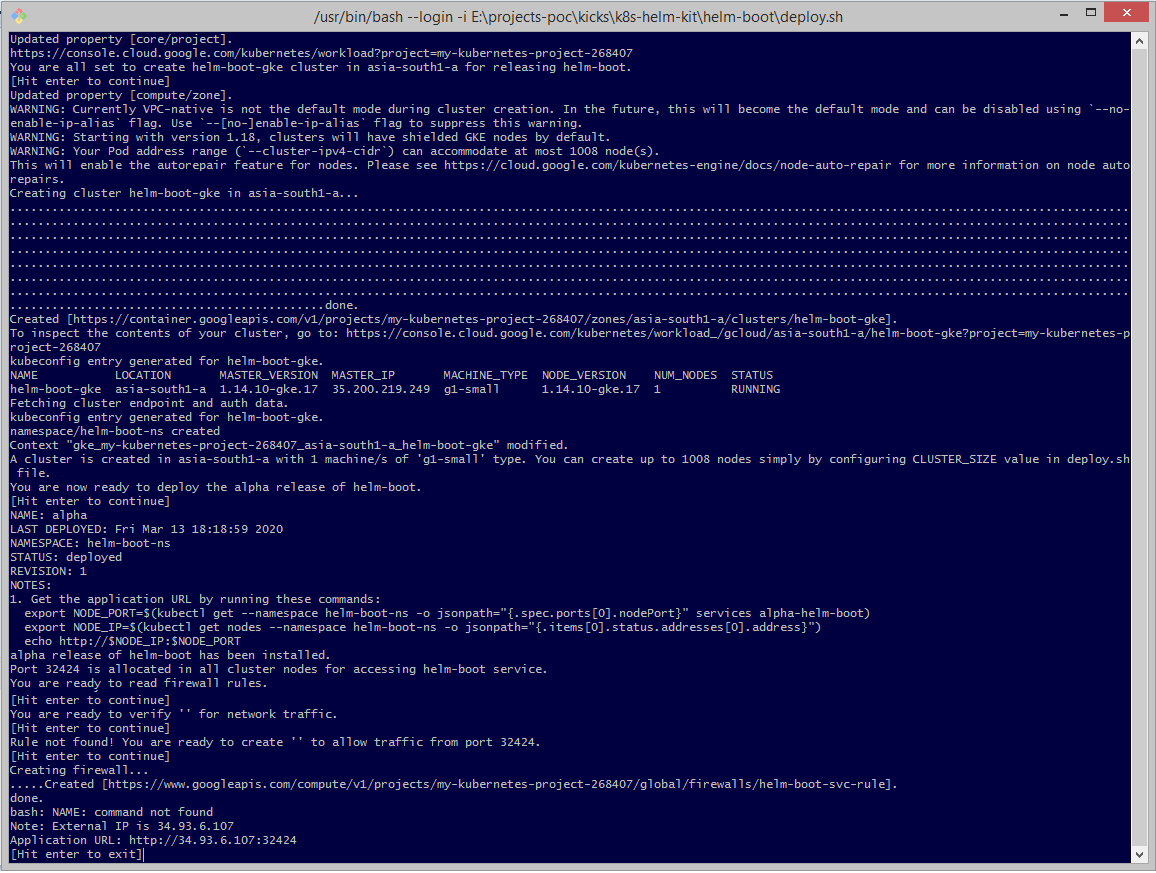 /usr/bin/bash --login -i E:\projects-poc\kicks\k8s-helm-kit\helm-boot\deploy.sh
Updated property [core/project].
https://console.cloud.google.com/kubernetes/workload?project=my-kubernetes-project-268407
You are all set to create helm-boot-gke cluster in asia-south1-a for releasing helm-boot.
[Hit enter to continue]
Updated property [compute/zone].
WARNING: Currently VPC-native is not the default mode during cluster creation. In the future, this will become the default mode and can be disabled using `--no-
enable-ip-alias` flag. Use `--[no-]enable-ip-alias` flag to suppress this warning.
WARNING: Starting with version 1.18, clusters will have shielded GKE nodes by default.
WARNING: Your Pod address range (`--cluster-ipv4-cidr`) can accommodate at most 1008 node(s).
This will enable the autorepair feature for nodes. Please see https://cloud.google.com/kubernetes-engine/docs/node-auto-repair for more information on node auto
repairs.
Creating cluster helm-boot-gke in asia-south1-a...
................................................................................................................................................................
................................................................................................................................................................
................................................................................................................................................................
................................................................................................................................................................
................................................................................................................................................................
................................................................................................................................................................
................................................................................................................................................................
.............................................done.
Created [https://container.googleapis.com/v1/projects/my-kubernetes-project-268407/zones/asia-south1-a/clusters/helm-boot-gke].
To inspect the contents of your cluster, go to: https://console.cloud.google.com/kubernetes/workload_/gcloud/asia-south1-a/helm-boot-gke?project=my-kubernetes-p
roject-268407
kubeconfig entry generated for helm-boot-gke.
NAME           LOCATION       MASTER_VERSION  MASTER_IP       MACHINE_TYPE  NODE_VERSION    NUM_NODES  STATUS
helm-boot-gke  asia-south1-a  1.14.10-gke.17  35.200.219.249  g1-small      1.14.10-gke.17  1          RUNNING
Fetching cluster endpoint and auth data.
kubeconfig entry generated for helm-boot-gke.
namespace/helm-boot-ns created
Context "gke_my-kubernetes-project-268407_asia-south1-a_helm-boot-gke" modified.
A cluster is created in asia-south1-a with 1 machine/s of 'g1-small' type. You can create up to 1008 nodes simply by configuring CLUSTER_SIZE value in deploy.sh
 file.
You are now ready to deploy the alpha release of helm-boot.
[Hit enter to continue]
NAME: alpha
LAST DEPLOYED: Fri Mar 13 18:18:59 2020
NAMESPACE: helm-boot-ns
STATUS: deployed
REVISION: 1
NOTES:
1. Get the application URL by running these commands:
  export NODE_PORT=$(kubectl get --namespace helm-boot-ns -o jsonpath="{.spec.ports[0].nodePort}" services alpha-helm-boot)
  export NODE_IP=$(kubectl get nodes --namespace helm-boot-ns -o jsonpath="{.items[0].status.addresses[0].address}")
  echo http://$NODE_IP:$NODE_PORT
alpha release of helm-boot has been installed.
Port 32424 is allocated in all cluster nodes for accessing helm-boot service.
You are ready to read firewall rules.
[Hit enter to continue]
You are ready to verify '' for network traffic.
[Hit enter to continue]
Rule not found! You are ready to create '' to allow traffic from port 32424.
[Hit enter to continue]
Creating firewall...
.....Created [https://www.googleapis.com/compute/v1/projects/my-kubernetes-project-268407/global/firewalls/helm-boot-svc-rule].
done.
bash: NAME: command not found
Note: External IP is 34.93.6.107
Application URL: http://34.93.6.107:32424
[Hit enter to exit]